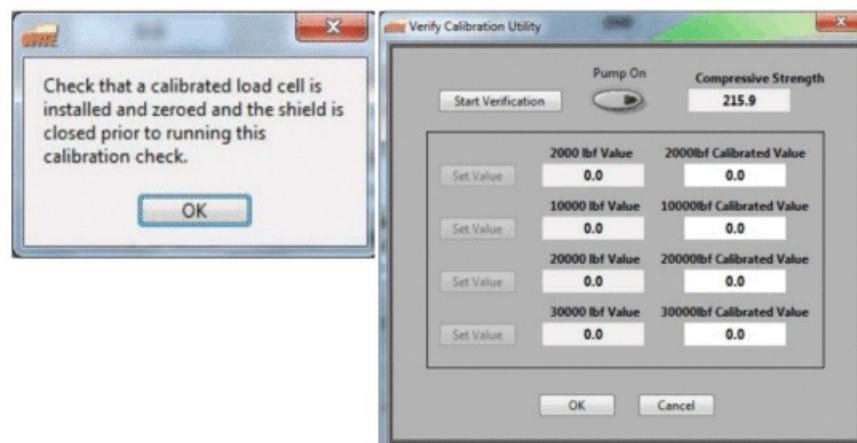 Check that a calibrated load cell is
installed and zeroed and the shield is
closed prior to running this
calibration check.
OK
Verify Calibration Utility
Pump On
Compressive Strength
Start Verification
215.9
2000 lbf Value 2000lbf Calibrated Value
Set Value 0.0 0.0
10000 lbf Value 10000lbf Calibrated Value
Set Value 0.0 0.0
20000 lbf Value 20000lbf Calibrated Value
Set Value 0.0 0.0
30000 lbf Value 30000lbf Calibrated Value
Set Value 0.0 0.0
OK Cancel